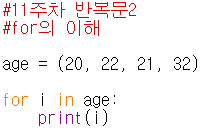 #11주차 반복문2
#for의 이해
age = (20, 22, 21, 32)
for i in age:
    print(i)